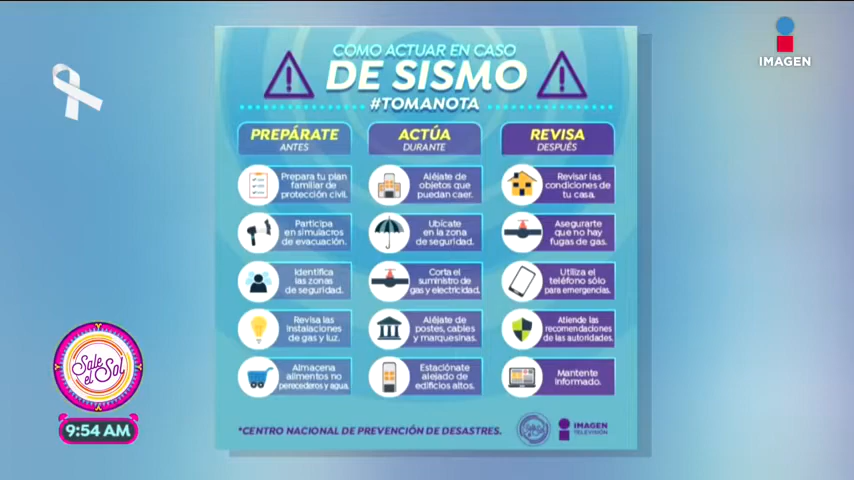 CÓMO ACTUAR EN CASO
DE SISMO
#TOMANOTA
IMAGEN
PREPÁRATE
ANTES
Prepara tu plan
familiar de
protección civil.
Participa
en simulacros
de evacuación.
Identifica
las zonas
de seguridad.
Revisa las
instalaciones
de gas y luz.
Almacena
alimentos no
perecederos y agua.
ACTÚA
DURANTE
Aléjate de
objetos que
puedan caer.
Ubícate
en la zona
de seguridad.
Corta el
suministro de
gas y electricidad.
Aléjate de
postes, cables
y marquesinas.
Estaciónate
alejado de
edificios altos.
REVISA
DESPUÉS
Revisar las
condiciones de
tu casa.
Asegurarte
que no hay
fugas de gas.
Utiliza el
teléfono sólo
para emergencias.
Atiende las
recomendaciones
de las autoridades.
Mantente
informado.
*CENTRO NACIONAL DE PREVENCIÓN DE DESASTRES.
IMAGEN
TELEVISIÓN
Sale
el Sol
9:54 AM